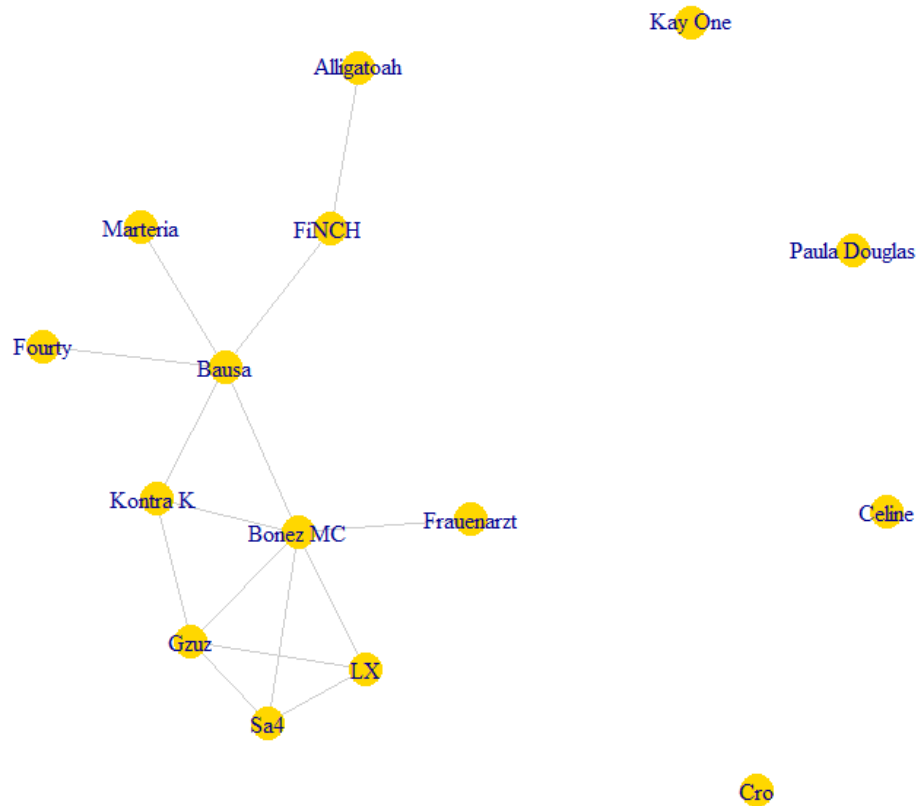 Kay One
Alligatoah
Marteria
FiNCH
Paula Douglas
Fourty
Bausa
Kontra K
Bonez MC
Frauenarzt
Celine
Gzuz
LX
Sa4
Cro